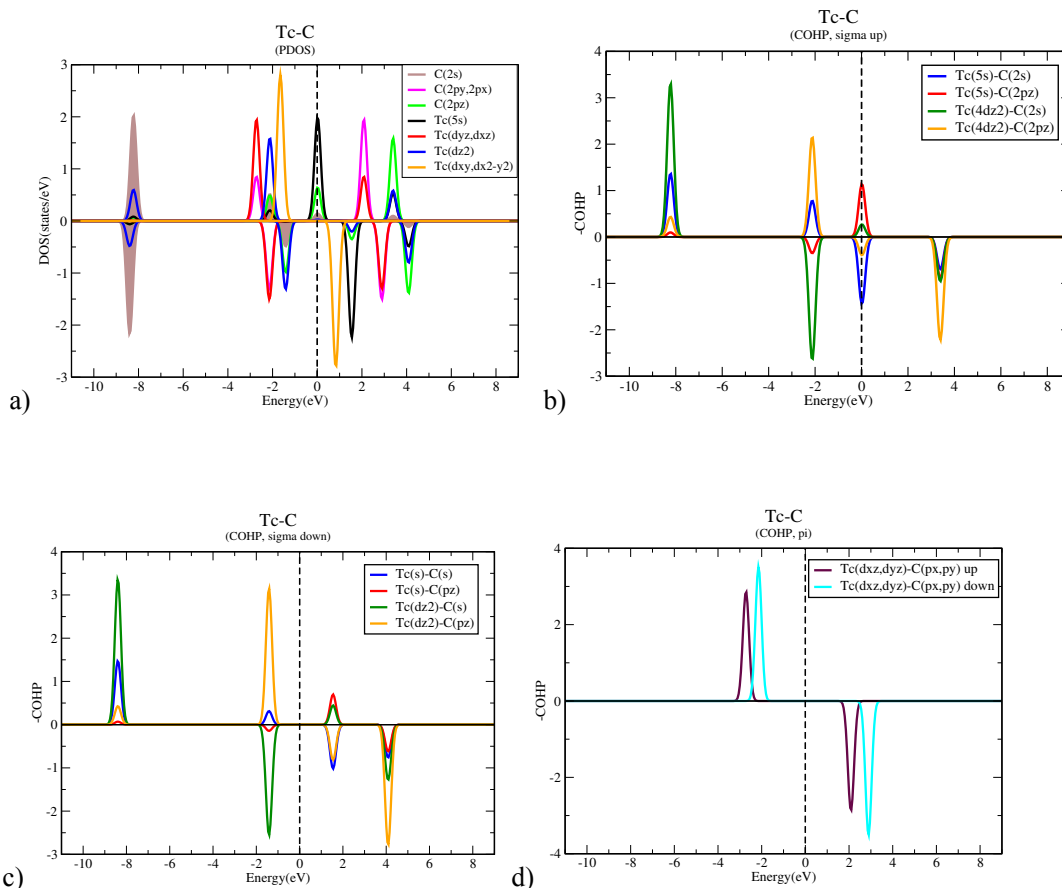 Tc-C
(PDOS)
DOS(states/eV)
3
2
1
0
-1
-2
-3
C(2s)
C(2py,2px)
C(2pz)
Tc(5s)
Tc(dyz,dxz)
Tc(dz2)
Tc(dxy,dx2-y2)
-10 -8 -6 -4 -2 0 2 4 6 8
Energy(eV)
a)
Tc-C
(COHP, sigma up)
-COHP
4
3
2
1
0
-1
-2
-3
Tc(5s)-C(2s)
Tc(5s)-C(2pz)
Tc(4dz2)-C(2s)
Tc(4dz2)-C(2pz)
-10 -8 -6 -4 -2 0 2 4 6 8
Energy(eV)
b)
Tc-C
(COHP, sigma down)
-COHP
4
3
2
1
0
-1
-2
-3
Tc(s)-C(s)
Tc(s)-C(pz)
Tc(dz2)-C(s)
Tc(dz2)-C(pz)
-10 -8 -6 -4 -2 0 2 4 6 8
Energy(eV)
c)
Tc-C
(COHP, pi)
-COHP
4
2
0
-2
-4
Tc(dxz,dyz)-C(px,py) up
Tc(dxz,dyz)-C(px,py) down
-10 -8 -6 -4 -2 0 2 4 6 8
Energy(eV)
d)